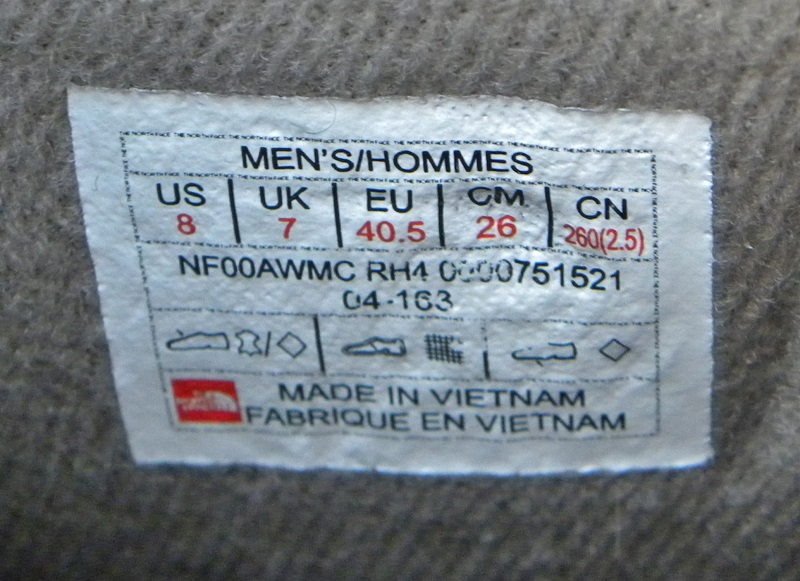 MEN'S/HOMMES
US UK EU CM CN
8 7 40.5 26 260(2.5)
NF00AWMC RH4 0000751521
04-163
MADE IN VIETNAM
FABRIQUE EN VIETNAM